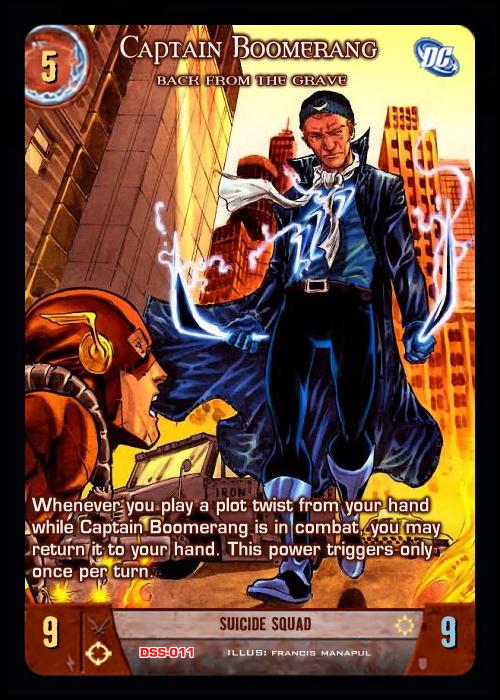 5
CAPTAIN BOOMERANG
DC
BACK FROM THE GRAVE
IRON
Whenever you play a plot twist from your hand
while Captain Boomerang is in combat, you may
return it to your hand. This power triggers only
once per turn.
9
SUICIDE SQUAD
9
DSS-011
ILLUS: FRANCIS MANAPUL